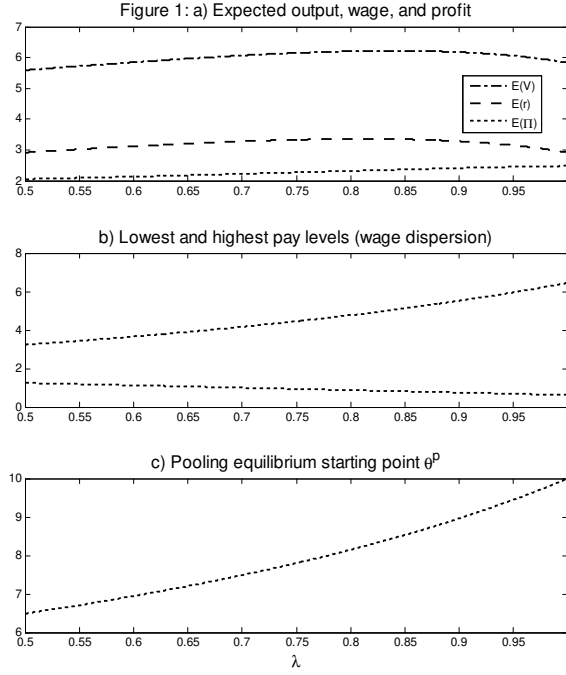 Figure 1: a) Expected output, wage, and profit
7
6
5
4
3
2
E(V)
E(r)
E(Π)
0.5 0.55 0.6 0.65 0.7 0.75 0.8 0.85 0.9 0.95
b) Lowest and highest pay levels (wage dispersion)
8
6
4
2
0
0.5 0.55 0.6 0.65 0.7 0.75 0.8 0.85 0.9 0.95
c) Pooling equilibrium starting point θᵖ
10
9
8
7
6
0.5 0.55 0.6 0.65 0.7 0.75 0.8 0.85 0.9 0.95
λ